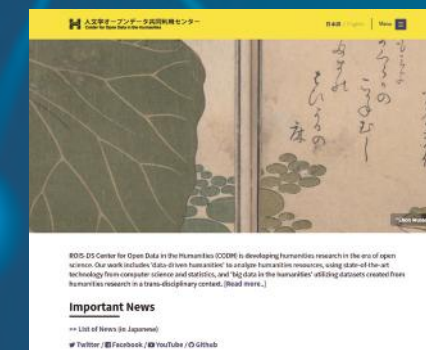 人文学オープンデータ共同利用センター
Center for Open Data in the Humanities
日本語 / English | Menu
ROIS-DS Center for Open Data in the Humanities (CODH) is developing humanities research in the era of open
science. Our work includes 'data-driven humanities' to analyze humanities resources, using state-of-the-art
technology from computer science and statistics, and 'big data in the humanities' utilizing datasets created from
humanities research in a trans-disciplinary context. [Read more..]
Important News
>> List of News (in Japanese)
Twitter / Facebook / YouTube / Github